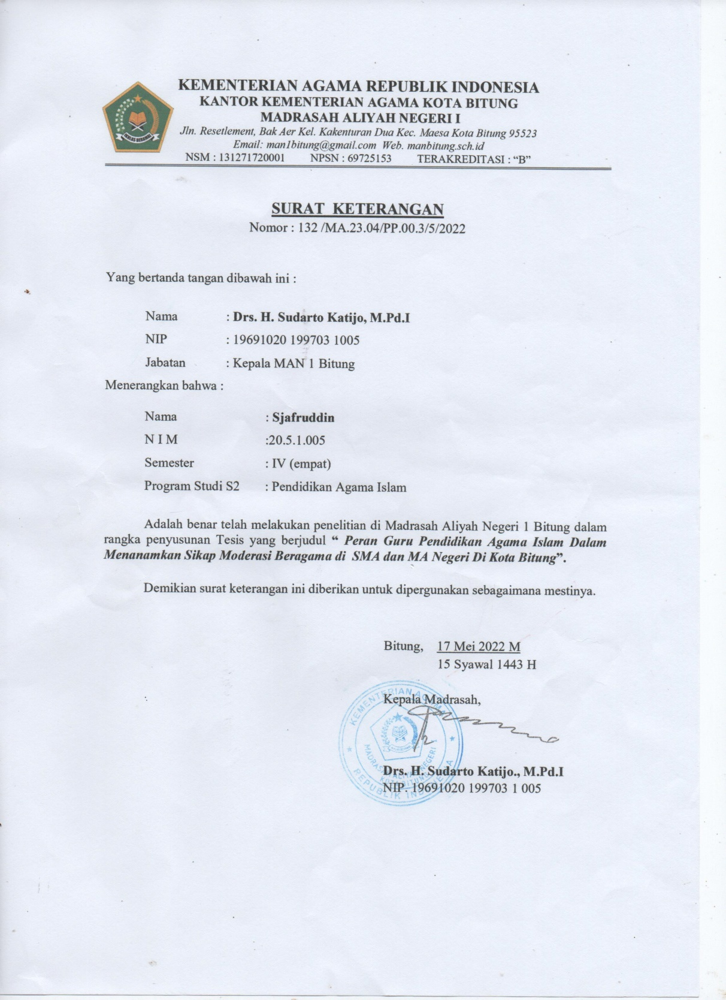 KEMENTERIAN AGAMA REPUBLIK INDONESIA
KANTOR KEMENTERIAN AGAMA KOTA BITUNG
MADRASAH ALIYAH NEGERI I
Jln. Resetlement, Bak Aer Kel. Kakenturan Dua Kec. Maesa Kota Bitung 95523
Email: man1bitung@gmail.com Web. manbitung.sch.id
NSM : 131271720001 NPSN : 69725153 TERAKREDITASI : “B”
IKHLAS BERAMAL
SURAT KETERANGAN
Nomor : 132 /MA.23.04/PP.00.3/5/2022
Yang bertanda tangan dibawah ini :
Nama : Drs. H. Sudarto Katijo, M.Pd.I
NIP : 19691020 199703 1005
Jabatan : Kepala MAN 1 Bitung
Menerangkan bahwa :
Nama : Sjafruddin
N I M :20.5.1.005
Semester : IV (empat)
Program Studi S2 : Pendidikan Agama Islam
Adalah benar telah melakukan penelitian di Madrasah Aliyah Negeri 1 Bitung dalam
rangka penyusunan Tesis yang berjudul “ Peran Guru Pendidikan Agama Islam Dalam
Menanamkan Sikap Moderasi Beragama di SMA dan MA Negeri Di Kota Bitung”.
Demikian surat keterangan ini diberikan untuk dipergunakan sebagaimana mestinya.
Bitung, 17 Mei 2022 M
15 Syawal 1443 H
Kepala Madrasah,
KEMENTERIAN AGAMA
MADRASAH ALIYAH NEGERI 1
KOTA BITUNG
REPUBLIK INDONESIA
Drs. H. Sudarto Katijo., M.Pd.I
NIP. 19691020 199703 1 005